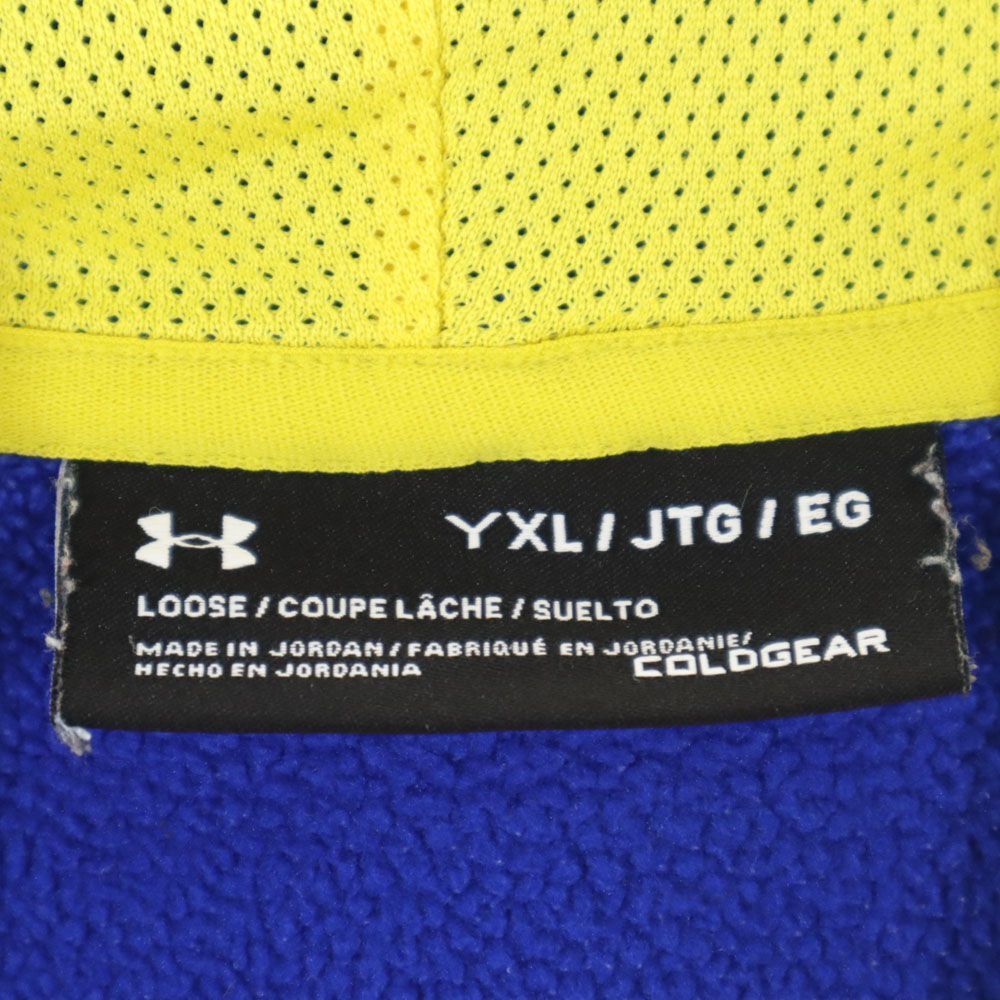 YXL / JTG / EG
LOOSE / COUPE LÂCHE / SUELTO
MADE IN JORDAN / FABRIQUÉ EN JORDANIE/
HECHO EN JORDANIA
COLDGEAR